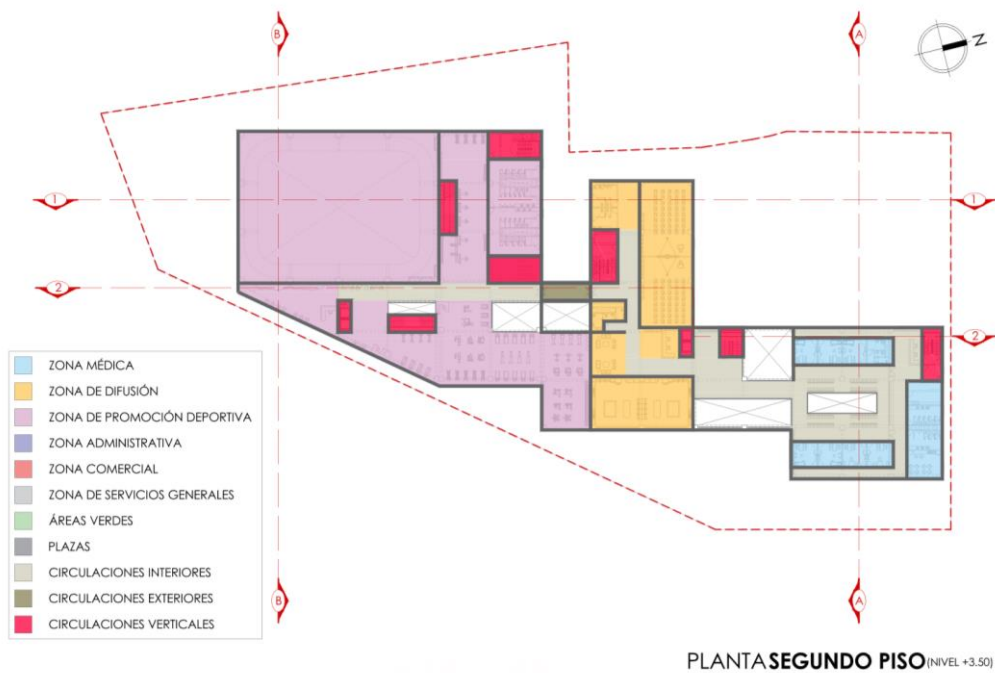 B
A
N
1
1
2
2
ZONA MÉDICA
ZONA DE DIFUSIÓN
ZONA DE PROMOCIÓN DEPORTIVA
ZONA ADMINISTRATIVA
ZONA COMERCIAL
ZONA DE SERVICIOS GENERALES
ÁREAS VERDES
PLAZAS
CIRCULACIONES INTERIORES
CIRCULACIONES EXTERIORES
CIRCULACIONES VERTICALES
B
A
PLANTA SEGUNDO PISO (NIVEL +3.50)